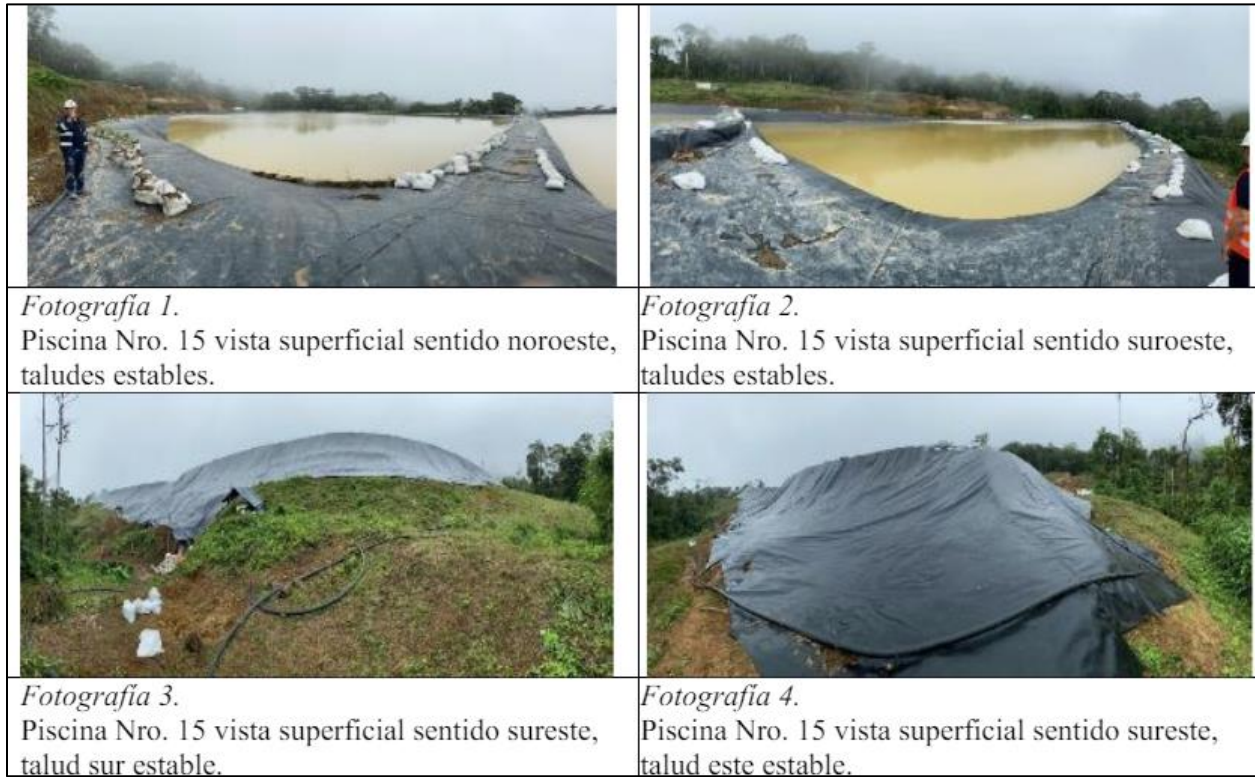 Fotografía 1.
Piscina Nro. 15 vista superficial sentido noroeste,
taludes estables.
Fotografía 2.
Piscina Nro. 15 vista superficial sentido suroeste,
taludes estables.
Fotografía 3.
Piscina Nro. 15 vista superficial sentido sureste,
talud sur estable.
Fotografía 4.
Piscina Nro. 15 vista superficial sentido sureste,
talud este estable.